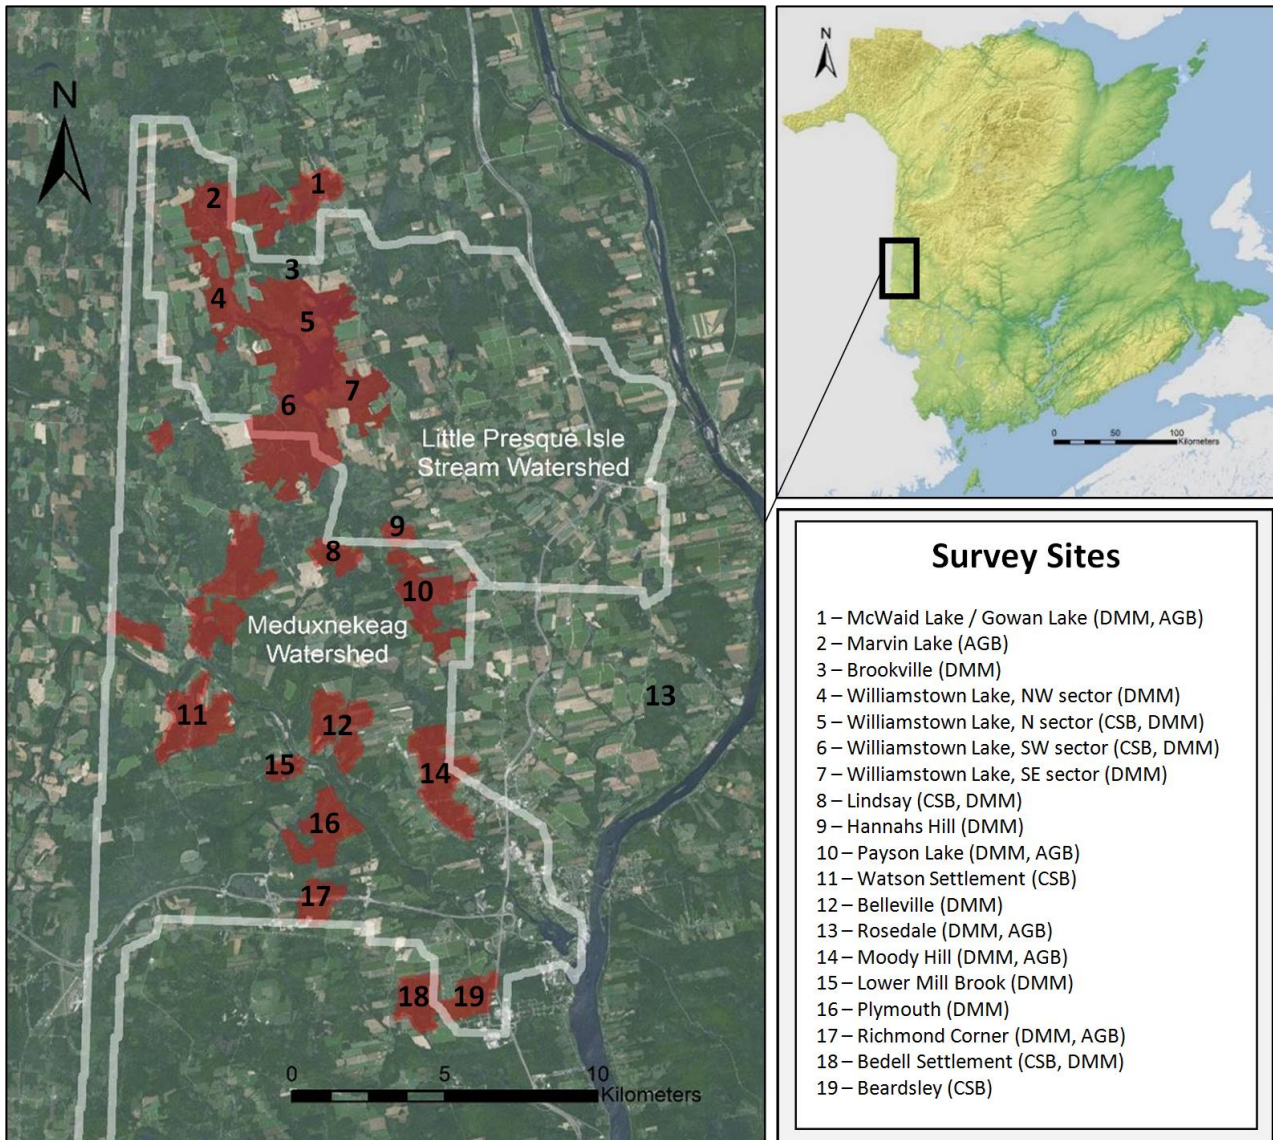 N
1
2
3
4
5
7
6
Little Presque Isle
Stream Watershed
9
8
10
Meduxnekeag
Watershed
13
11
12
15
14
16
17
18
19
0 5 10
Kilometers
N
0 50 100
Kilometers
Survey Sites
1 – McWaid Lake / Gowan Lake (DMM, AGB)
2 – Marvin Lake (AGB)
3 – Brookville (DMM)
4 – Williamstown Lake, NW sector (DMM)
5 – Williamstown Lake, N sector (CSB, DMM)
6 – Williamstown Lake, SW sector (CSB, DMM)
7 – Williamstown Lake, SE sector (DMM)
8 – Lindsay (CSB, DMM)
9 – Hannahs Hill (DMM)
10 – Payson Lake (DMM, AGB)
11 – Watson Settlement (CSB)
12 – Belleville (DMM)
13 – Rosedale (DMM, AGB)
14 – Moody Hill (DMM, AGB)
15 – Lower Mill Brook (DMM)
16 – Plymouth (DMM)
17 – Richmond Corner (DMM, AGB)
18 – Bedell Settlement (CSB, DMM)
19 – Beardsley (CSB)